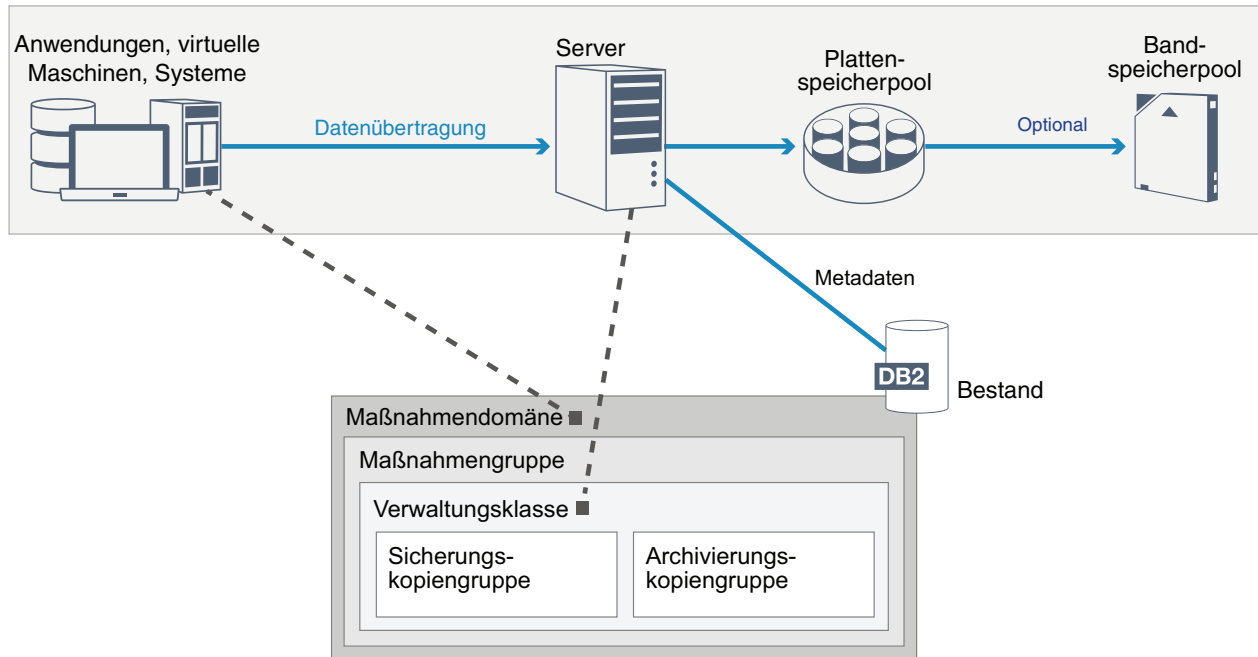 Anwendungen, virtuelle
Maschinen, Systeme
Server
Platten-
speicherpool
Band-
speicherpool
Datenübertragung
Optional
Metadaten
DB2
Bestand
Maßnahmendomäne
Maßnahmengruppe
Verwaltungsklasse
Sicherungs-
kopiengruppe
Archivierungs-
kopiengruppe